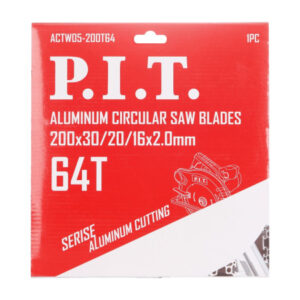 ACTW05-200T64
1PC
P.I.T.
ALUMINUM CIRCULAR SAW BLADES
200x30/20/16x2.0mm
64T
SERISE
ALUMINUM CUTTING